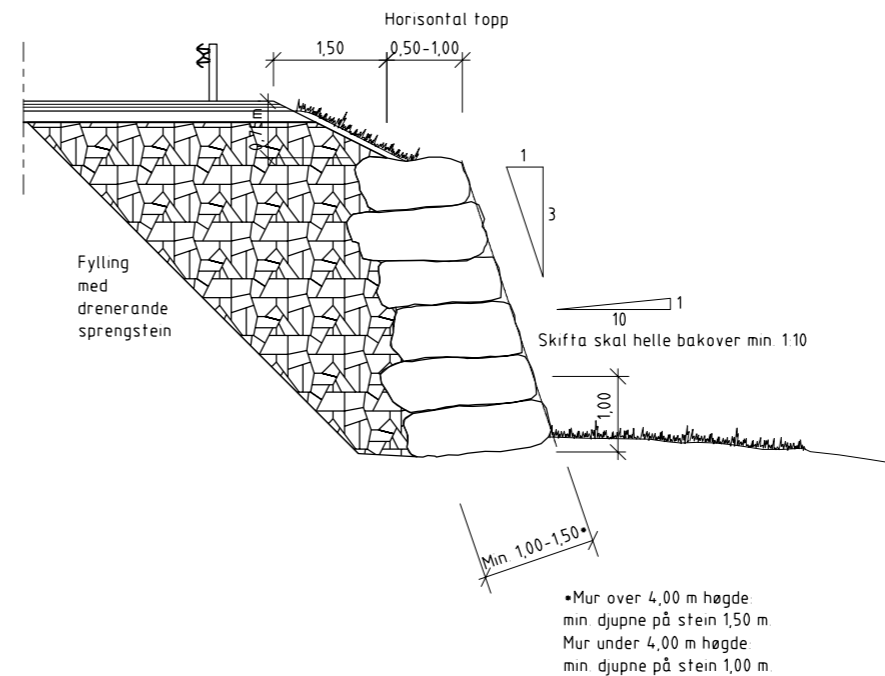 Horisontal topp
1,50
0,50-1,00
0,75m
1
3
Fylling
med
drenerande
sprengstein
1
10
Skifta skal helle bakover min. 1:10
1,00
Min. 1,00-1,50*
*Mur over 4,00 m høgde:
min. djupne på stein 1,50 m.
Mur under 4,00 m høgde:
min. djupne på stein 1,00 m.